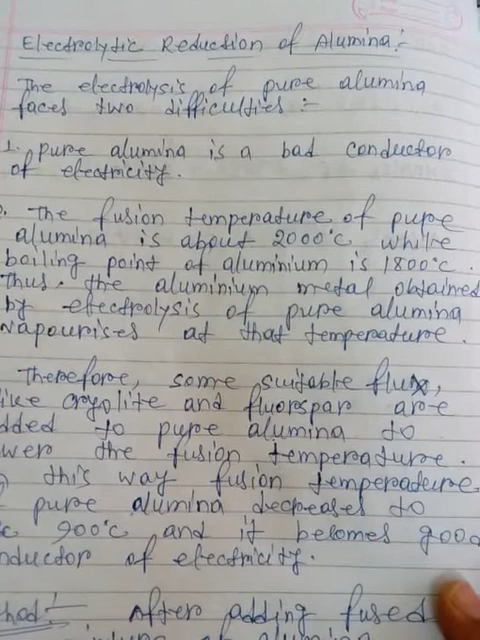 Electrolytic Reduction of Alumina:-
The electrolysis of pure alumina
faces two difficulties :-
1. pure alumina is a bad conductor
of electricity.
. The fusion temperature of pure
alumina is about 2000°c while
boiling point of aluminium is 1800°c.
Thus. the aluminium metal obtained
by electrolysis of pure alumina
vapourises at that temperature.
Therefore, some suitable flux,
like cryolite and fluorspar are
dded to pure alumina to
wer the fusion temperature.
this way fusion temperature
pure alumina decreases to
c 900°c and it becomes good
nductor of electricity.
hod:- After adding fused